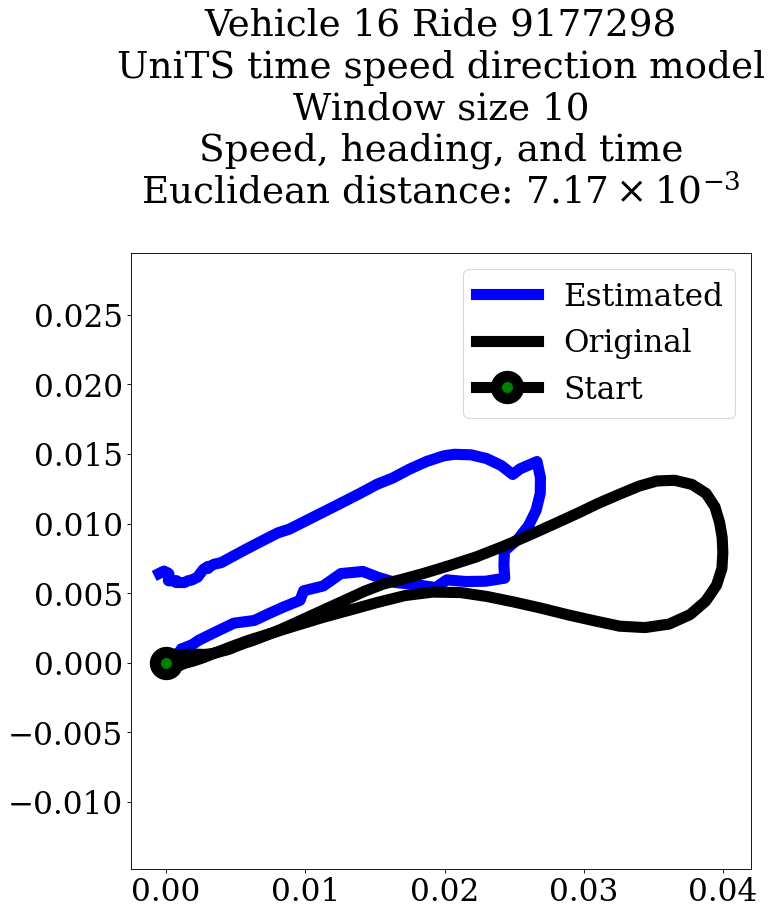 Vehicle 16 Ride 9177298
UniTS time speed direction model
Window size 10
Speed, heading, and time
Euclidean distance: 7.17 × 10⁻³
Estimated
Original
Start
0.025
0.020
0.015
0.010
0.005
0.000
−0.005
−0.010
0.00 0.01 0.02 0.03 0.04